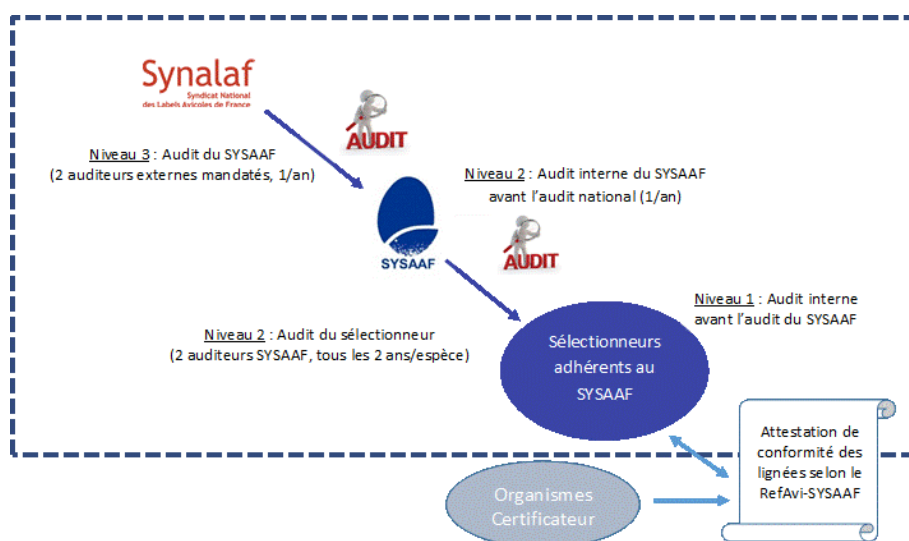 Synalaf
Syndicat National
des Labels Avicoles de France
AUDIT
Niveau 3 : Audit du SYSAAF
(2 auditeurs externes mandatés, 1/an)
Niveau 2 : Audit interne du SYSAAF
avant l'audit national (1/an)
SYSAAF
AUDIT
Niveau 1 : Audit interne
avant l'audit du SYSAAF
Niveau 2 : Audit du sélectionneur
(2 auditeurs SYSAAF, tous les 2 ans/espèce)
Sélectionneurs
adhérents au
SYSAAF
Attestation de
conformité des
lignées selon le
RefAvi-SYSAAF
Organismes
Certificateur